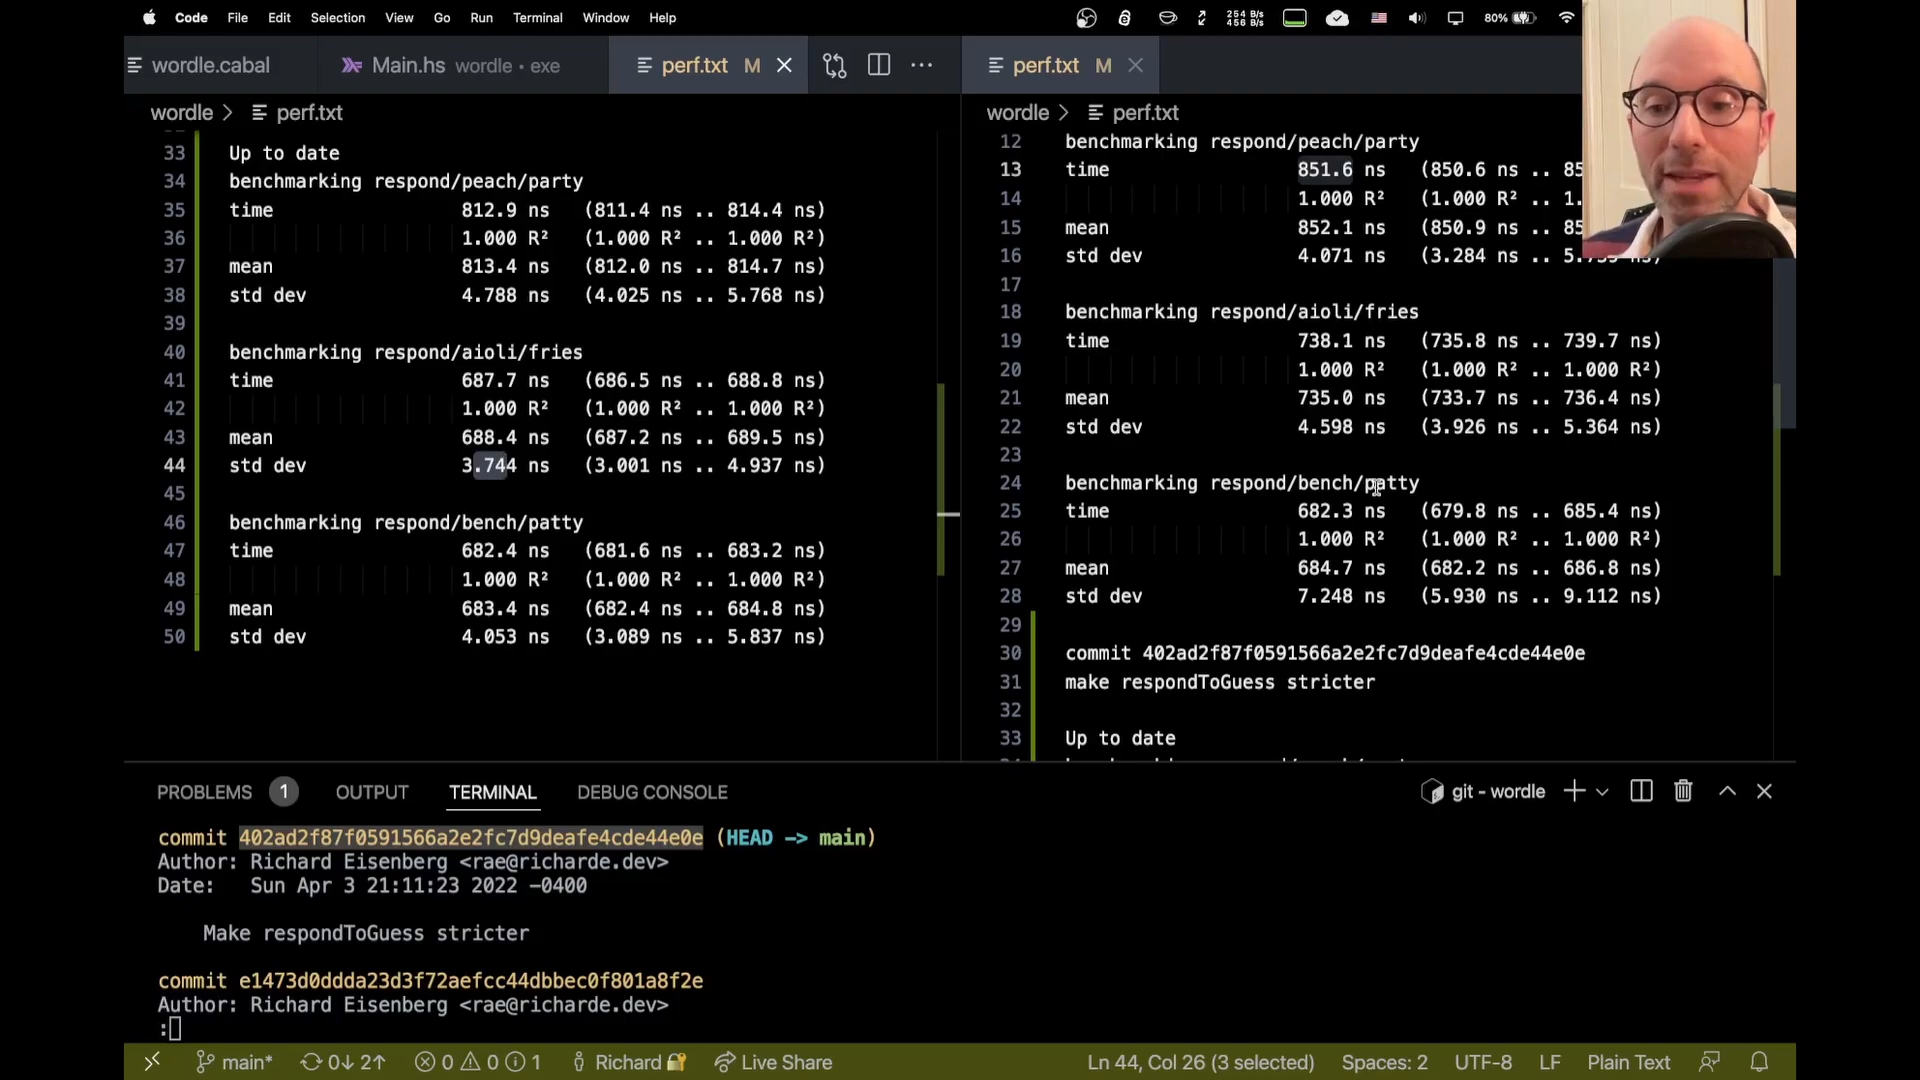 Code File Edit Selection View Go Run Terminal Window Help 254 B/s 456 B/s 80%
wordle.cabal Main.hs wordle • exe perf.txt M perf.txt M
wordle > perf.txt
33 Up to date
34 benchmarking respond/peach/party
35 time 812.9 ns (811.4 ns .. 814.4 ns)
36 1.000 R² (1.000 R² .. 1.000 R²)
37 mean 813.4 ns (812.0 ns .. 814.7 ns)
38 std dev 4.788 ns (4.025 ns .. 5.768 ns)
39
40 benchmarking respond/aioli/fries
41 time 687.7 ns (686.5 ns .. 688.8 ns)
42 1.000 R² (1.000 R² .. 1.000 R²)
43 mean 688.4 ns (687.2 ns .. 689.5 ns)
44 std dev 3.744 ns (3.001 ns .. 4.937 ns)
45
46 benchmarking respond/bench/patty
47 time 682.4 ns (681.6 ns .. 683.2 ns)
48 1.000 R² (1.000 R² .. 1.000 R²)
49 mean 683.4 ns (682.4 ns .. 684.8 ns)
50 std dev 4.053 ns (3.089 ns .. 5.837 ns)
wordle > perf.txt
12 benchmarking respond/peach/party
13 time 851.6 ns (850.6 ns .. 85
14 1.000 R² (1.000 R² .. 1.
15 mean 852.1 ns (850.9 ns .. 85
16 std dev 4.071 ns (3.284 ns .. 5. ns)
17
18 benchmarking respond/aioli/fries
19 time 738.1 ns (735.8 ns .. 739.7 ns)
20 1.000 R² (1.000 R² .. 1.000 R²)
21 mean 735.0 ns (733.7 ns .. 736.4 ns)
22 std dev 4.598 ns (3.926 ns .. 5.364 ns)
23
24 benchmarking respond/bench/patty
25 time 682.3 ns (679.8 ns .. 685.4 ns)
26 1.000 R² (1.000 R² .. 1.000 R²)
27 mean 684.7 ns (682.2 ns .. 686.8 ns)
28 std dev 7.248 ns (5.930 ns .. 9.112 ns)
29
30 commit 402ad2f87f0591566a2e2fc7d9deafe4cde44e0e
31 make respondToGuess stricter
32
33 Up to date
PROBLEMS 1 OUTPUT TERMINAL DEBUG CONSOLE git - wordle
commit 402ad2f87f0591566a2e2fc7d9deafe4cde44e0e (HEAD -> main)
Author: Richard Eisenberg <rae@richarde.dev>
Date: Sun Apr 3 21:11:23 2022 -0400
Make respondToGuess stricter
commit e1473d0ddda23d3f72aefcc44dbbec0f801a8f2e
Author: Richard Eisenberg <rae@richarde.dev>
:
main* 0↓ 2↑ 0 0 1 Richard Live Share Ln 44, Col 26 (3 selected) Spaces: 2 UTF-8 LF Plain Text